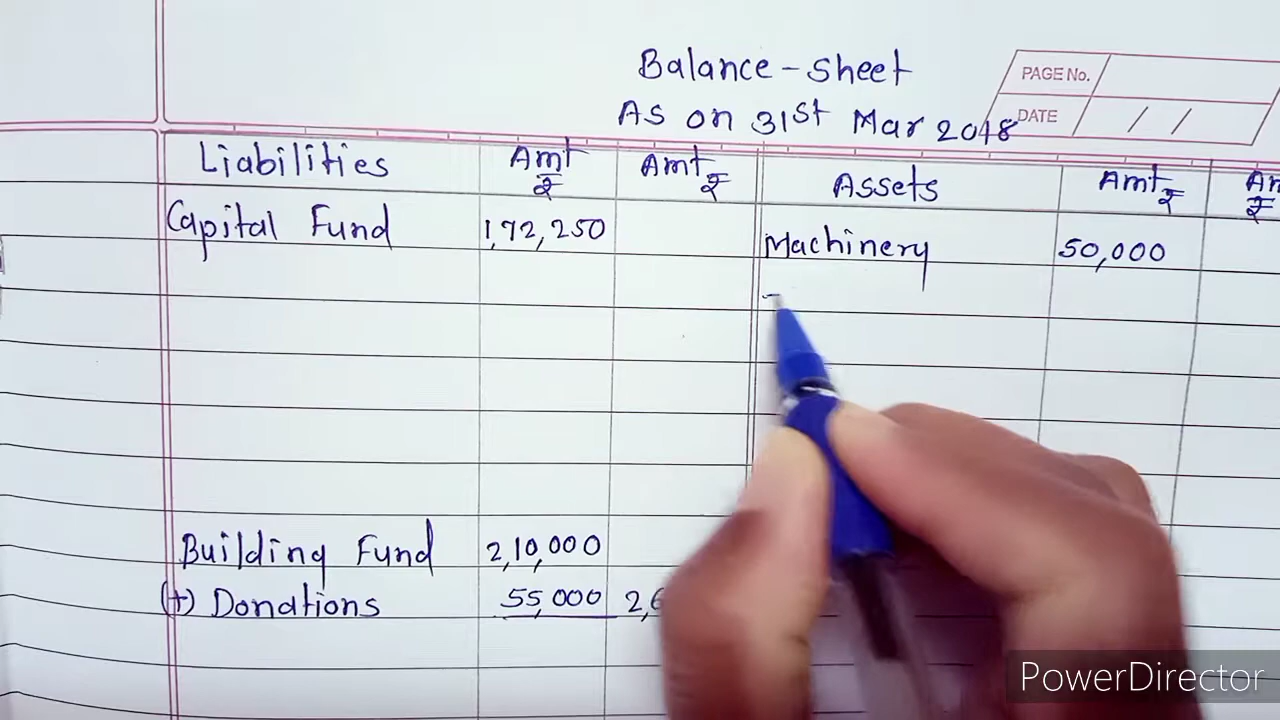 Balance - Sheet
PAGE No.
As on 31st Mar 2018
DATE / /
Liabilities Amt ₹ Amt ₹ Assets Amt ₹ ₹
Capital Fund 1,72,250 Machinery 50,000
Building Fund 2,10,000
(+) Donations 55,000
PowerDirector